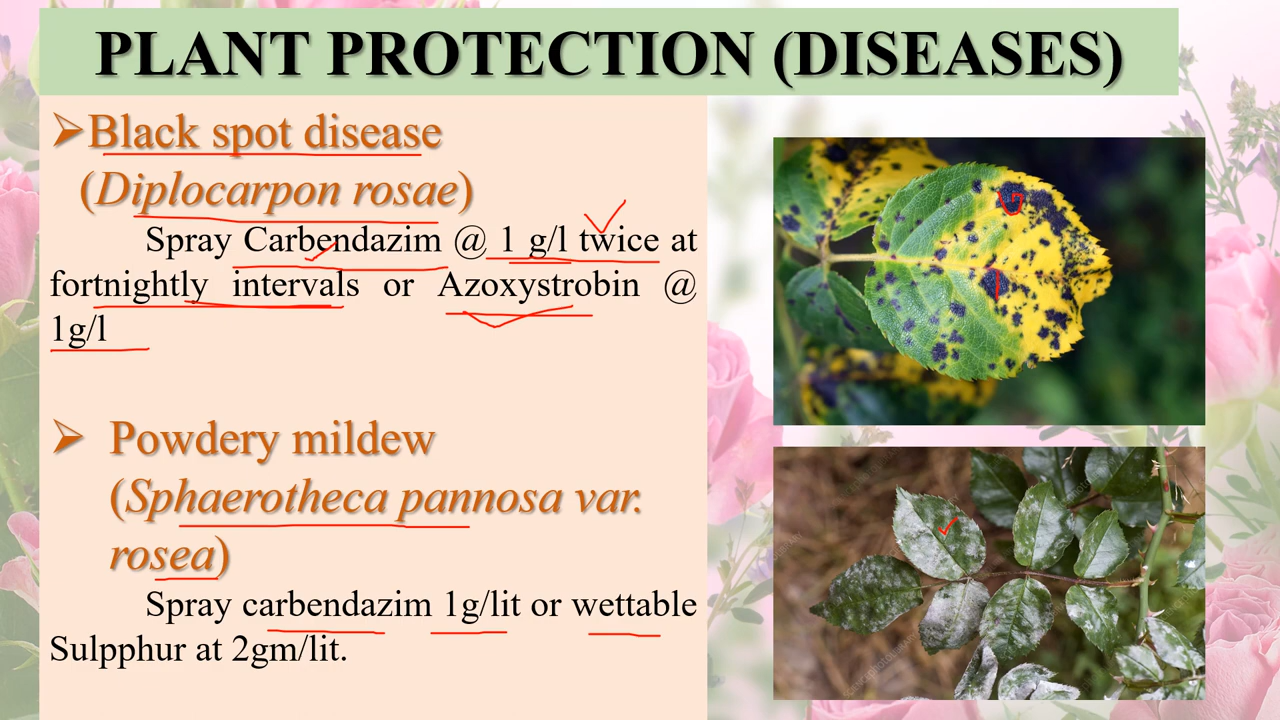 PLANT PROTECTION (DISEASES)
➢Black spot disease
(Diplocarpon rosae)
Spray Carbendazim @ 1 g/l twice at
fortnightly intervals or Azoxystrobin @
1g/l
➢ Powdery mildew
(Sphaerotheca pannosa var.
rosea)
Spray carbendazim 1g/lit or wettable
Sulpphur at 2gm/lit.